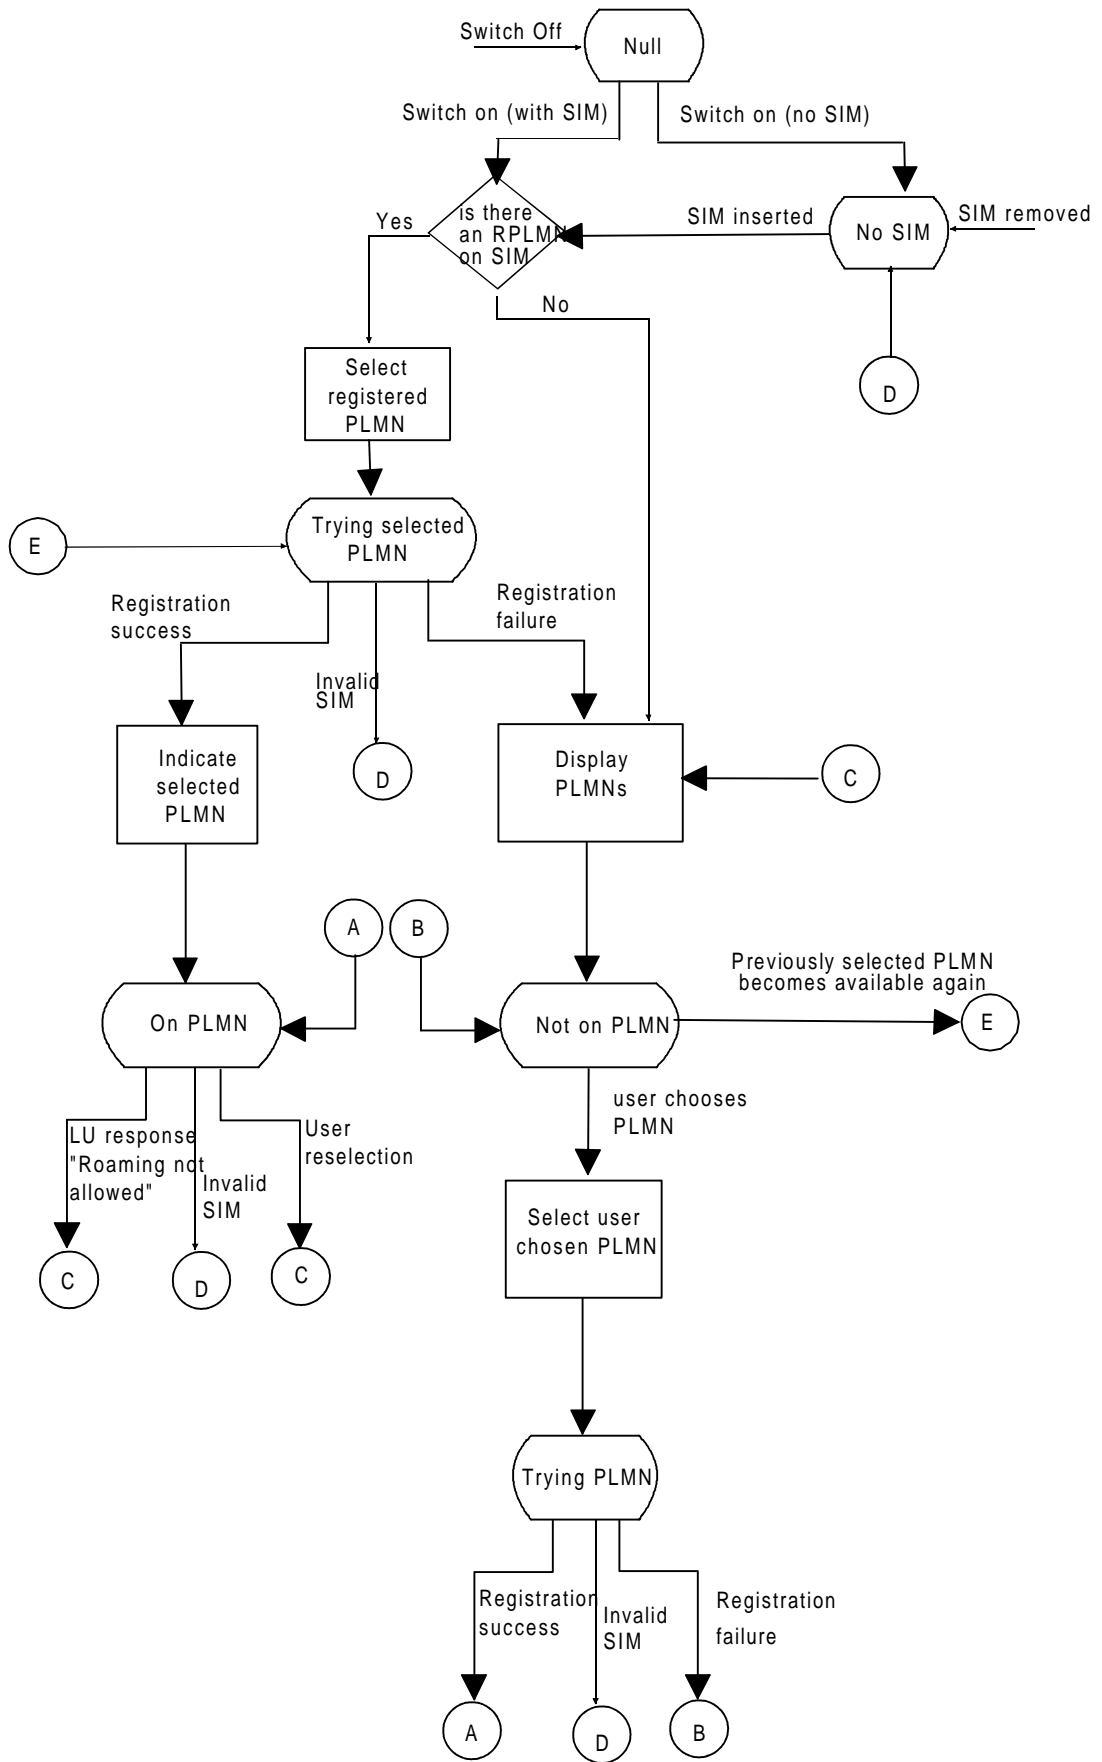 Switch Off
Null
Switch on (with SIM)
Switch on (no SIM)
is there
an RPLMN
on SIM
Yes
SIM inserted
No SIM
SIM removed
No
D
Select
registered
PLMN
Trying selected
PLMN
E
Registration
success
Invalid
SIM
Registration
failure
Indicate
selected
PLMN
D
Display
PLMNs
C
A
B
On PLMN
Not on PLMN
Previously selected PLMN
becomes available again
E
LU response
"Roaming not
allowed"
Invalid
SIM
User
reselection
user chooses
PLMN
C
D
C
Select user
chosen PLMN
Trying PLMN
Registration
success
Invalid
SIM
Registration
failure
A
D
B